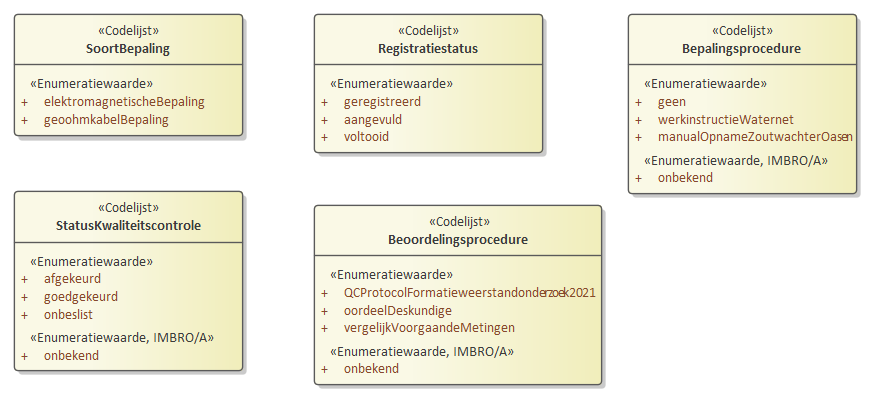 «Codelijst»
SoortBepaling
«Enumeratiewaarde»
+ elektromagnetischeBepaling
+ geoohmkabelBepaling
«Codelijst»
Registratiestatus
«Enumeratiewaarde»
+ geregistreerd
+ aangevuld
+ voltooid
«Codelijst»
Bepalingsprocedure
«Enumeratiewaarde»
+ geen
+ werkinstructieWaternet
+ manualOpnameZoutwachterOasen
«Enumeratiewaarde, IMBRO/A»
+ onbekend
«Codelijst»
StatusKwaliteitscontrole
«Enumeratiewaarde»
+ afgekeurd
+ goedgekeurd
+ onbeslist
«Enumeratiewaarde, IMBRO/A»
+ onbekend
«Codelijst»
Beoordelingsprocedure
«Enumeratiewaarde»
+ QCProtocolFormatieweerstandonderzoek2021
+ oordeelDeskundige
+ vergelijkVoorgaandeMetingen
«Enumeratiewaarde, IMBRO/A»
+ onbekend